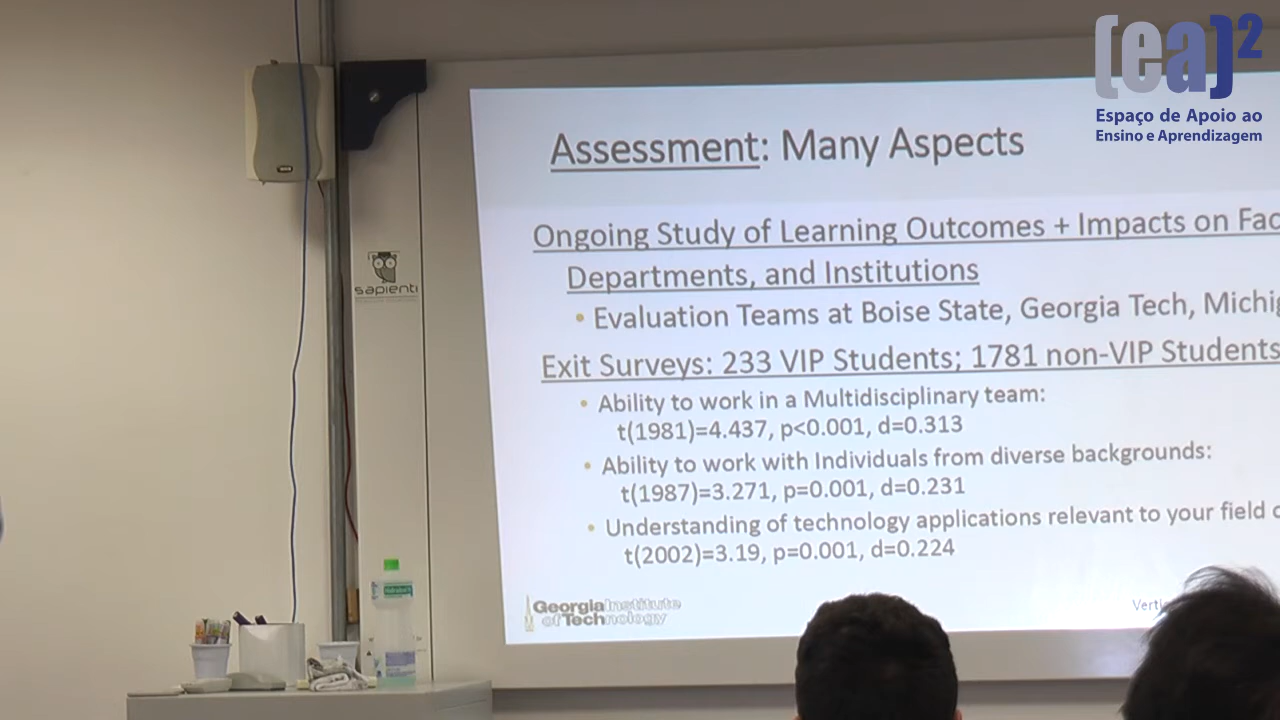 (ea)²
Espaço de Apoio ao
Ensino e Aprendizagem
Assessment: Many Aspects
Ongoing Study of Learning Outcomes + Impacts on Fac
Departments, and Institutions
• Evaluation Teams at Boise State, Georgia Tech, Michig
Exit Surveys: 233 VIP Students; 1781 non-VIP Students
• Ability to work in a Multidisciplinary team:
t(1981)=4.437, p<0.001, d=0.313
• Ability to work with Individuals from diverse backgrounds:
t(1987)=3.271, p=0.001, d=0.231
• Understanding of technology applications relevant to your field o
t(2002)=3.19, p=0.001, d=0.224
Georgia Institute
of Technology
Verti
sapienti